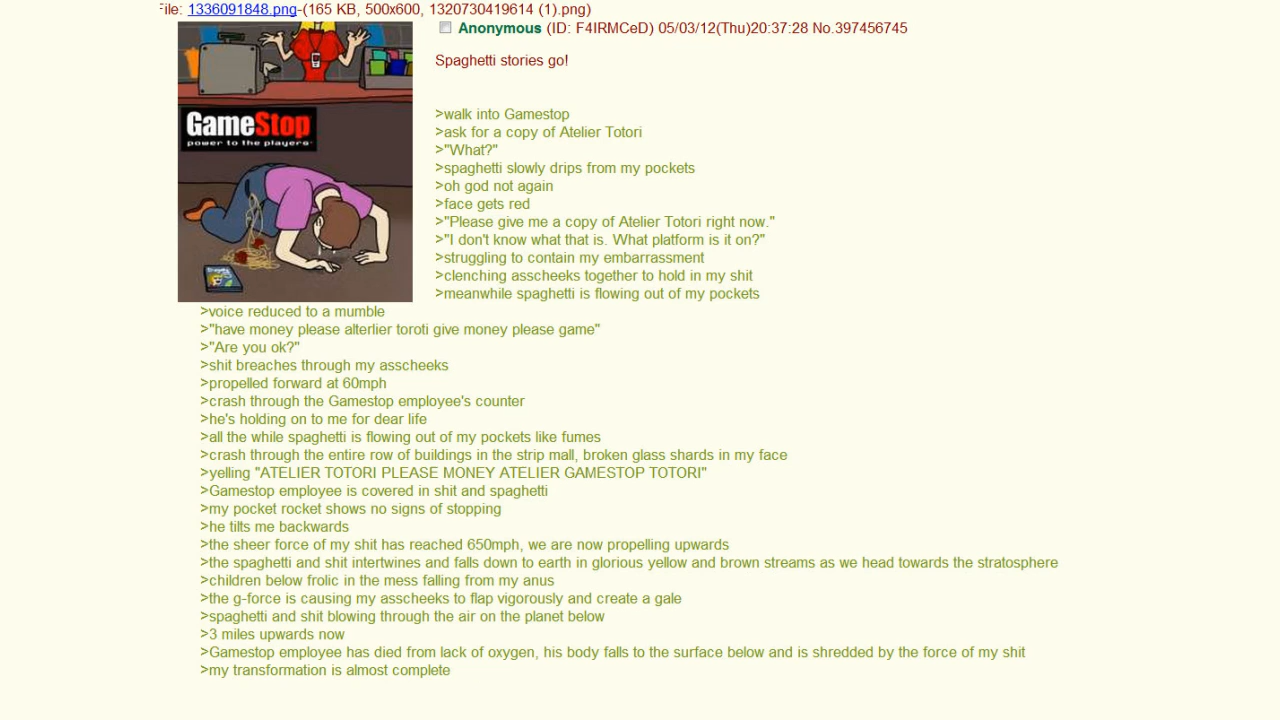 File: 1336091848.png-(165 KB, 500x600, 1320730419614 (1).png)
Anonymous (ID: F4IRMCeD) 05/03/12(Thu)20:37:28 No.397456745
Spaghetti stories go!
GameStop
power to the players
>walk into Gamestop
>ask for a copy of Atelier Totori
>"What?"
>spaghetti slowly drips from my pockets
>oh god not again
>face gets red
>"Please give me a copy of Atelier Totori right now."
>"I don't know what that is. What platform is it on?"
>struggling to contain my embarrassment
>clenching asscheeks together to hold in my shit
>meanwhile spaghetti is flowing out of my pockets
>voice reduced to a mumble
>"have money please alterlier toroti give money please game"
>"Are you ok?"
>shit breaches through my asscheeks
>propelled forward at 60mph
>crash through the Gamestop employee's counter
>he's holding on to me for dear life
>all the while spaghetti is flowing out of my pockets like fumes
>crash through the entire row of buildings in the strip mall, broken glass shards in my face
>yelling "ATELIER TOTORI PLEASE MONEY ATELIER GAMESTOP TOTORI"
>Gamestop employee is covered in shit and spaghetti
>my pocket rocket shows no signs of stopping
>he tilts me backwards
>the sheer force of my shit has reached 650mph, we are now propelling upwards
>the spaghetti and shit intertwines and falls down to earth in glorious yellow and brown streams as we head towards the stratosphere
>children below frolic in the mess falling from my anus
>the g-force is causing my asscheeks to flap vigorously and create a gale
>spaghetti and shit blowing through the air on the planet below
>3 miles upwards now
>Gamestop employee has died from lack of oxygen, his body falls to the surface below and is shredded by the force of my shit
>my transformation is almost complete